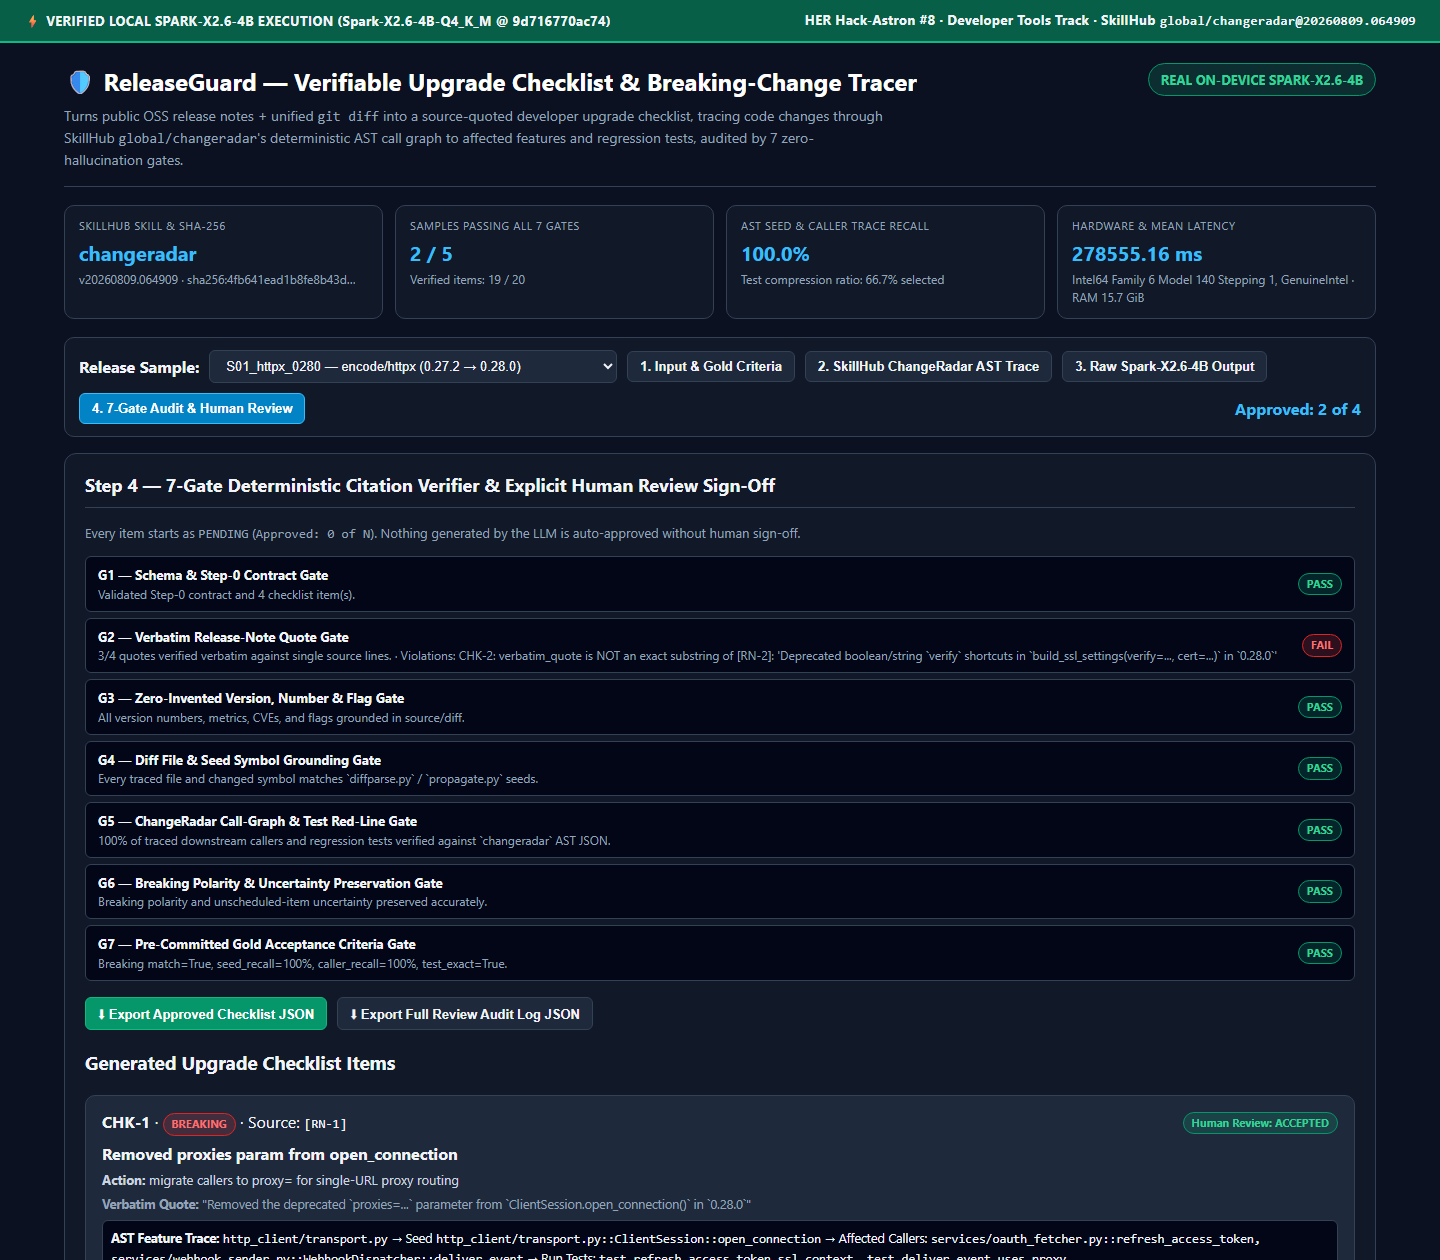 VERIFIED LOCAL SPARK-X2.6-4B EXECUTION (Spark-X2.6-4B-Q4_K_M @ 9d716770ac74)
HER Hack-Astron #8 · Developer Tools Track · SkillHub global/changeradar@20260809.064909
ReleaseGuard — Verifiable Upgrade Checklist & Breaking-Change Tracer
REAL ON-DEVICE SPARK-X2.6-4B
Turns public OSS release notes + unified git diff into a source-quoted developer upgrade checklist, tracing code changes through
SkillHub global/changeradar's deterministic AST call graph to affected features and regression tests, audited by 7 zero-
hallucination gates.
SKILLHUB SKILL & SHA-256
changeradar
v20260809.064909 · sha256:4fb641ead1b8fe8b43d...
SAMPLES PASSING ALL 7 GATES
2 / 5
Verified items: 19 / 20
AST SEED & CALLER TRACE RECALL
100.0%
Test compression ratio: 66.7% selected
HARDWARE & MEAN LATENCY
278555.16 ms
Intel64 Family 6 Model 140 Stepping 1, GenuineIntel ·
RAM 15.7 GiB
Release Sample:
S01_httpx_0280 — encode/httpx (0.27.2 → 0.28.0)
1. Input & Gold Criteria
2. SkillHub ChangeRadar AST Trace
3. Raw Spark-X2.6-4B Output
4. 7-Gate Audit & Human Review
Approved: 2 of 4
Step 4 — 7-Gate Deterministic Citation Verifier & Explicit Human Review Sign-Off
Every item starts as PENDING (Approved: 0 of N). Nothing generated by the LLM is auto-approved without human sign-off.
G1 — Schema & Step-0 Contract Gate
Validated Step-0 contract and 4 checklist item(s).
PASS
G2 — Verbatim Release-Note Quote Gate
3/4 quotes verified verbatim against single source lines. · Violations: CHK-2: verbatim_quote is NOT an exact substring of [RN-2]: 'Deprecated boolean/string `verify` shortcuts in `build_ssl_settings(verify=..., cert=...)` in `0.28.0`'
FAIL
G3 — Zero-Invented Version, Number & Flag Gate
All version numbers, metrics, CVEs, and flags grounded in source/diff.
PASS
G4 — Diff File & Seed Symbol Grounding Gate
Every traced file and changed symbol matches `diffparse.py` / `propagate.py` seeds.
PASS
G5 — ChangeRadar Call-Graph & Test Red-Line Gate
100% of traced downstream callers and regression tests verified against `changeradar` AST JSON.
PASS
G6 — Breaking Polarity & Uncertainty Preservation Gate
Breaking polarity and unscheduled-item uncertainty preserved accurately.
PASS
G7 — Pre-Committed Gold Acceptance Criteria Gate
Breaking match=True, seed_recall=100%, caller_recall=100%, test_exact=True.
PASS
⬇ Export Approved Checklist JSON
⬇ Export Full Review Audit Log JSON
Generated Upgrade Checklist Items
CHK-1 · BREAKING · Source: [RN-1]
Human Review: ACCEPTED
Removed proxies param from open_connection
Action: migrate callers to proxy= for single-URL proxy routing
Verbatim Quote: "Removed the deprecated `proxies=...` parameter from `ClientSession.open_connection()` in `0.28.0`"
AST Feature Trace: http_client/transport.py → Seed http_client/transport.py::ClientSession::open_connection → Affected Callers: services/oauth_fetcher.py::refresh_access_token,
services/webhook_sender.py::WebhookDispatcher::deliver_event → Run Tests: test_refresh_access_token_ssl_context, test_deliver_event_uses_proxy